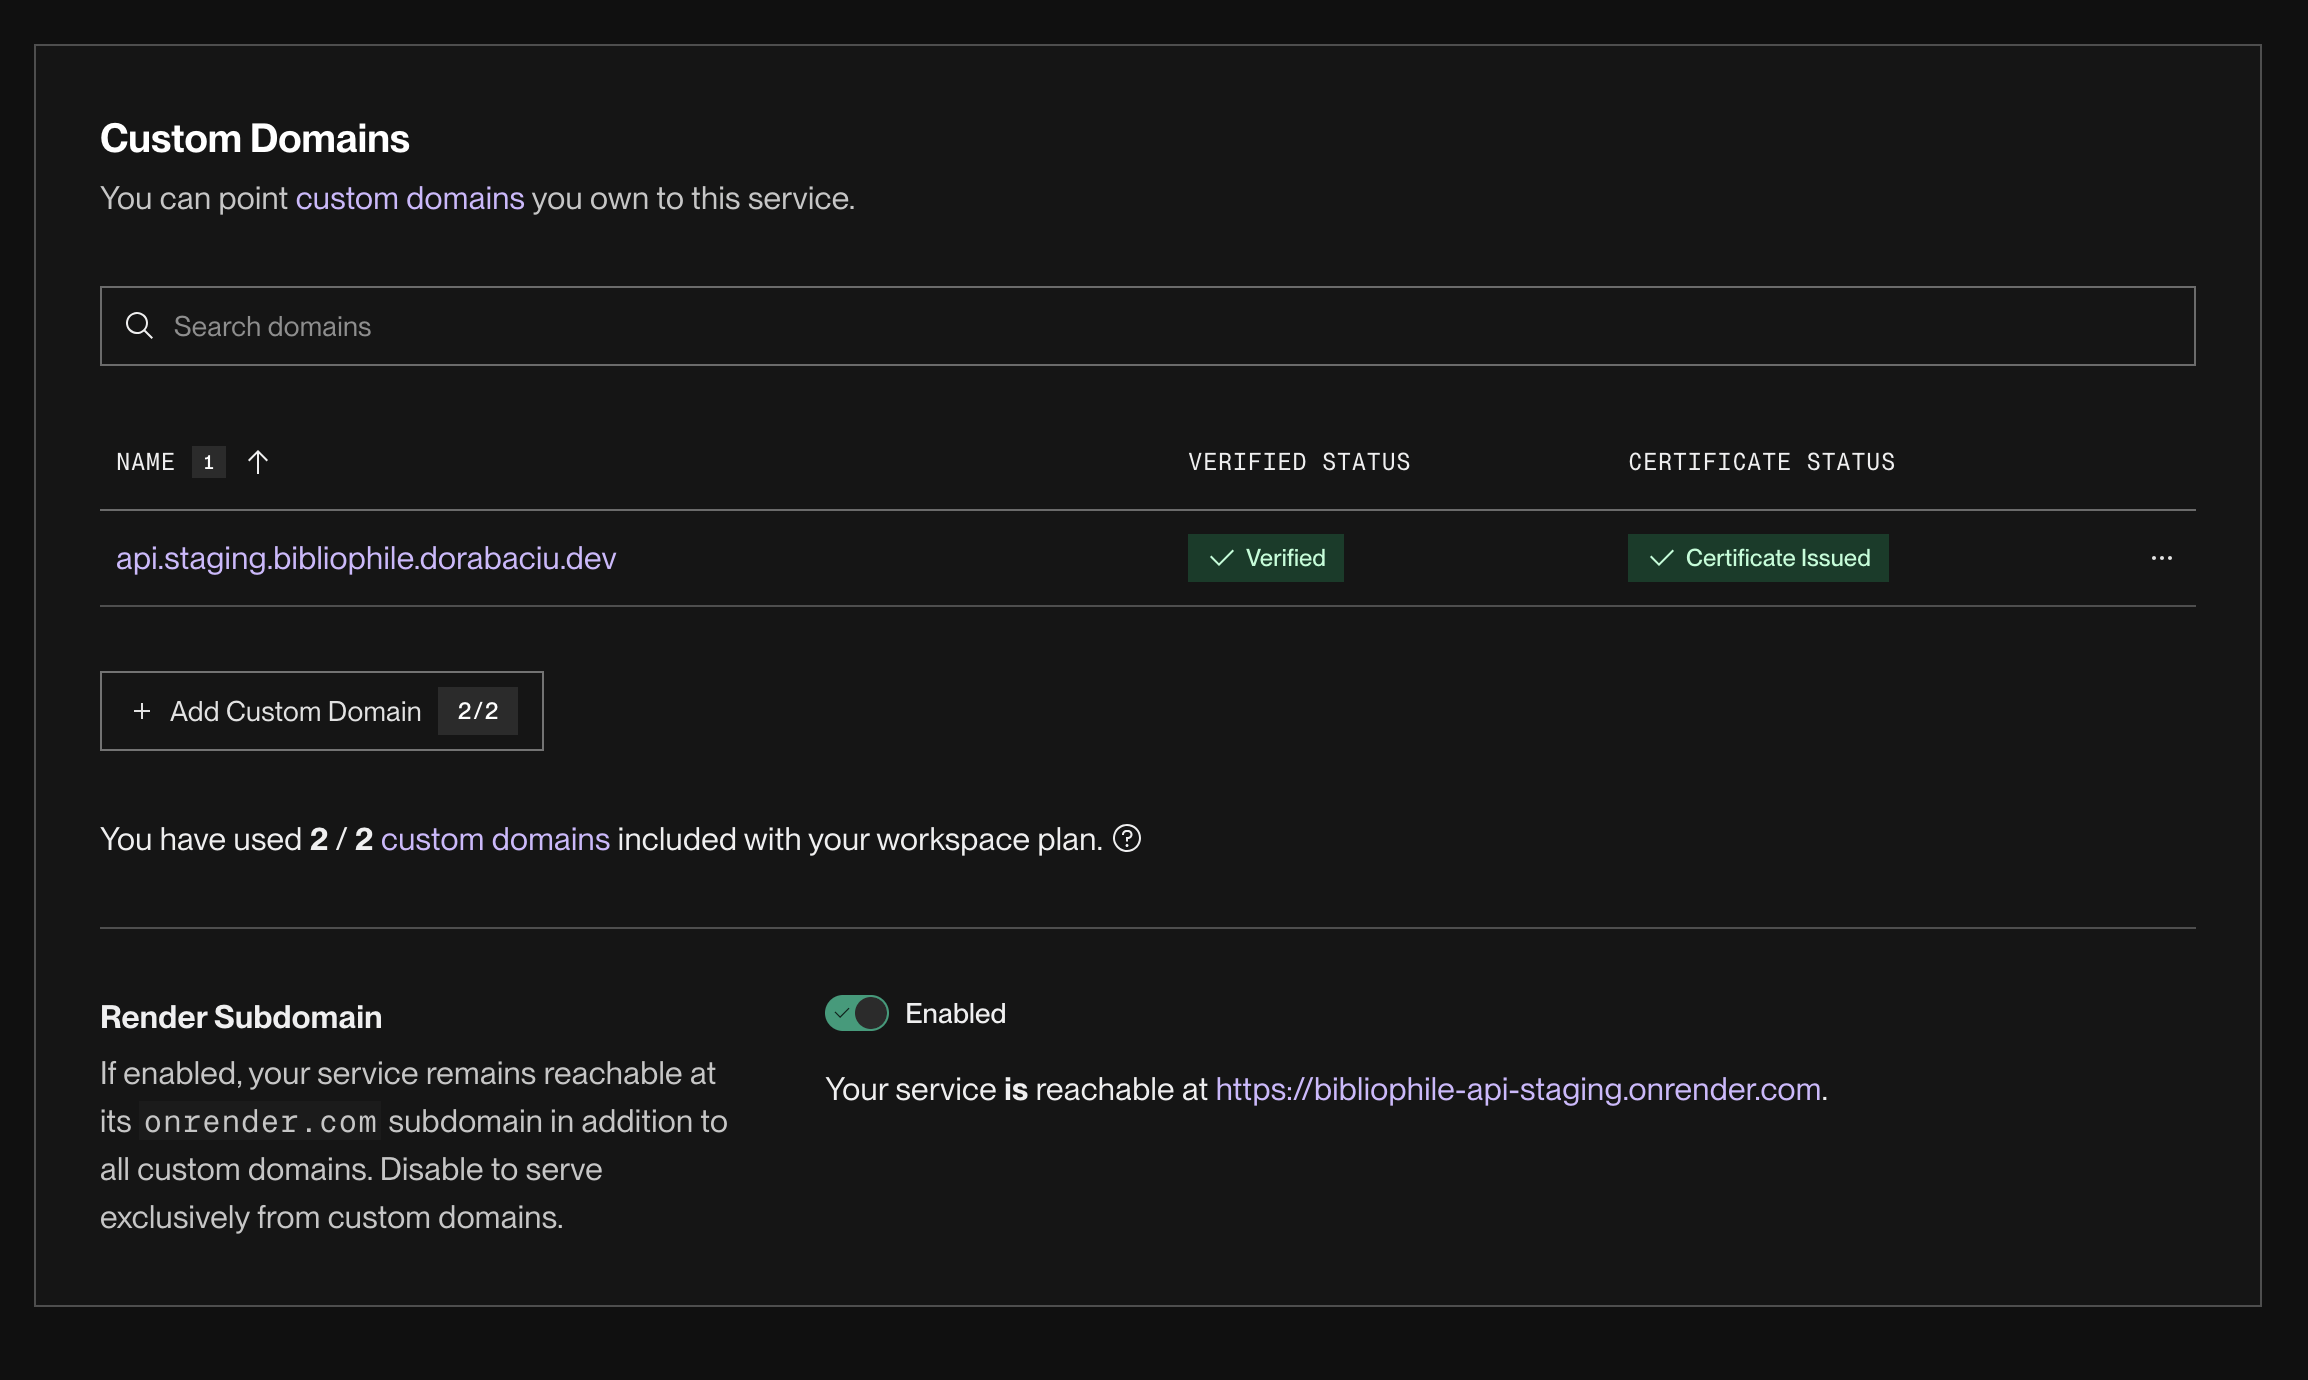 Custom Domains
You can point custom domains you own to this service.
Search domains
NAME 1 ↑ VERIFIED STATUS CERTIFICATE STATUS
api.staging.bibliophile.dorabaciu.dev Verified Certificate Issued ···
+ Add Custom Domain 2/2
You have used 2 / 2 custom domains included with your workspace plan.
Render Subdomain
If enabled, your service remains reachable at
its onrender.com subdomain in addition to
all custom domains. Disable to serve
exclusively from custom domains.
Enabled
Your service is reachable at https://bibliophile-api-staging.onrender.com.